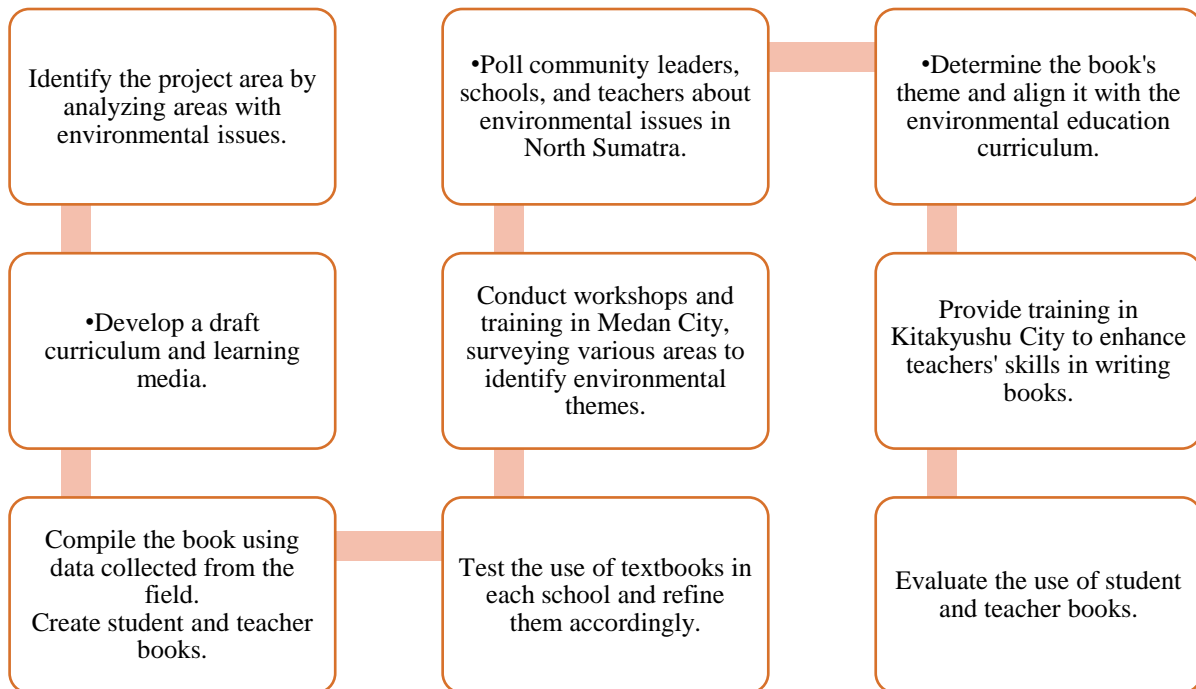 Identify the project area by
analyzing areas with
environmental issues.
•Develop a draft
curriculum and learning
media.
Compile the book using
data collected from the
field.
Create student and teacher
books.
Test the use of textbooks in
each school and refine
them accordingly.
Conduct workshops and
training in Medan City,
surveying various areas to
identify environmental
themes.
•Poll community leaders,
schools, and teachers about
environmental issues in
North Sumatra.
•Determine the book's
theme and align it with the
environmental education
curriculum.
Provide training in
Kitakyushu City to enhance
teachers' skills in writing
books.
Evaluate the use of student
and teacher books.